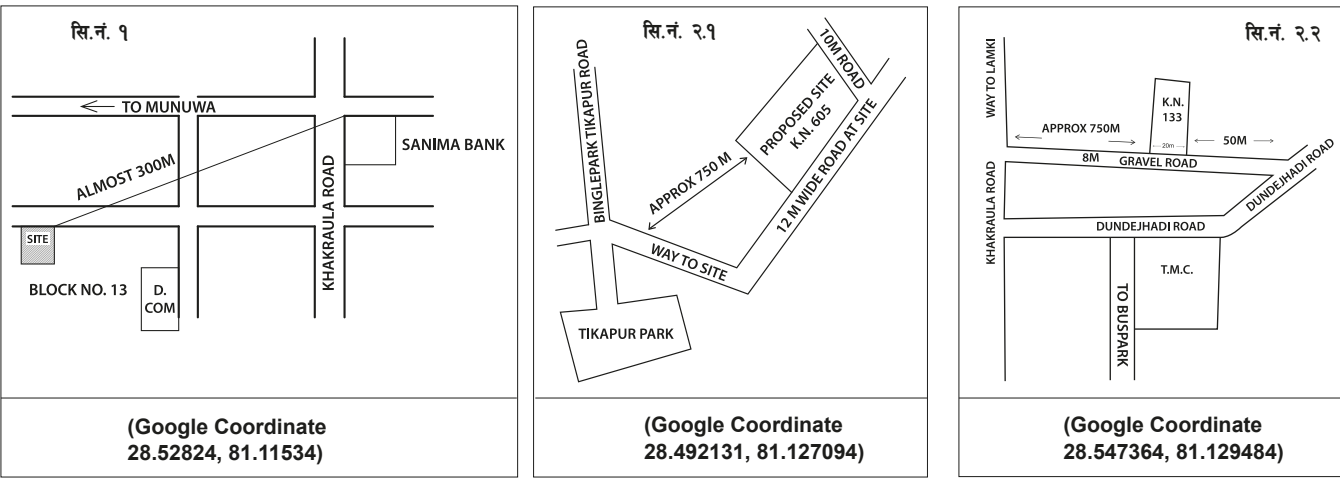 सि.नं. १
TO MUNUWA
SANIMA BANK
ALMOST 300M
KHAKRAULA ROAD
SITE
BLOCK NO. 13
D.
COM
(Google Coordinate
28.52824, 81.11534)
सि.नं. २.१
10M ROAD
BINGLEPARK TIKAPUR ROAD
PROPOSED SITE
K.N. 605
APPROX 750 M
12 M WIDE ROAD AT SITE
WAY TO SITE
TIKAPUR PARK
(Google Coordinate
28.492131, 81.127094)
सि.नं. २.२
WAY TO LAMKI
K.N.
133
APPROX 750M
20m
50M
8M
GRAVEL ROAD
DUNDEJHADI ROAD
KHAKRAULA ROAD
DUNDEJHADI ROAD
T.M.C.
TO BUSPARK
(Google Coordinate
28.547364, 81.129484)